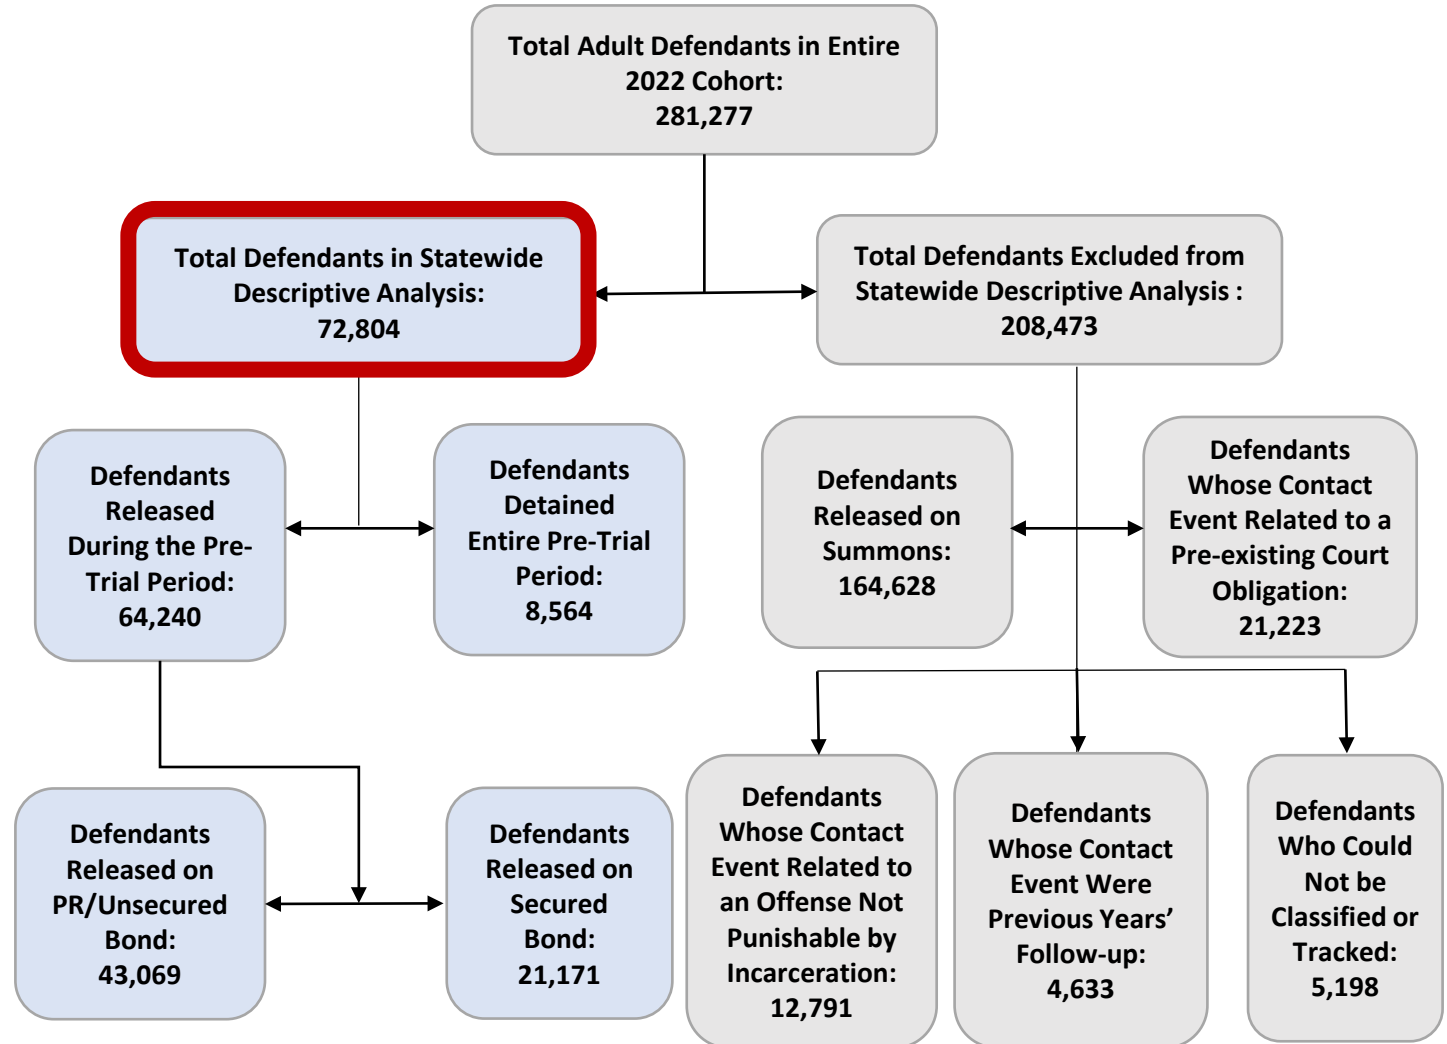 Total Adult Defendants in Entire
2022 Cohort:
281,277
Total Defendants in Statewide
Descriptive Analysis:
72,804
Total Defendants Excluded from
Statewide Descriptive Analysis :
208,473
Defendants
Released
During the Pre-
Trial Period:
64,240
Defendants
Detained
Entire Pre-Trial
Period:
8,564
Defendants
Released on
Summons:
164,628
Defendants
Whose Contact
Event Related to a
Pre-existing Court
Obligation:
21,223
Defendants
Released on
PR/Unsecured
Bond:
43,069
Defendants
Released on
Secured
Bond:
21,171
Defendants
Whose Contact
Event Related to
an Offense Not
Punishable by
Incarceration:
12,791
Defendants
Whose Contact
Event Were
Previous Years’
Follow-up:
4,633
Defendants
Who Could
Not be
Classified or
Tracked:
5,198